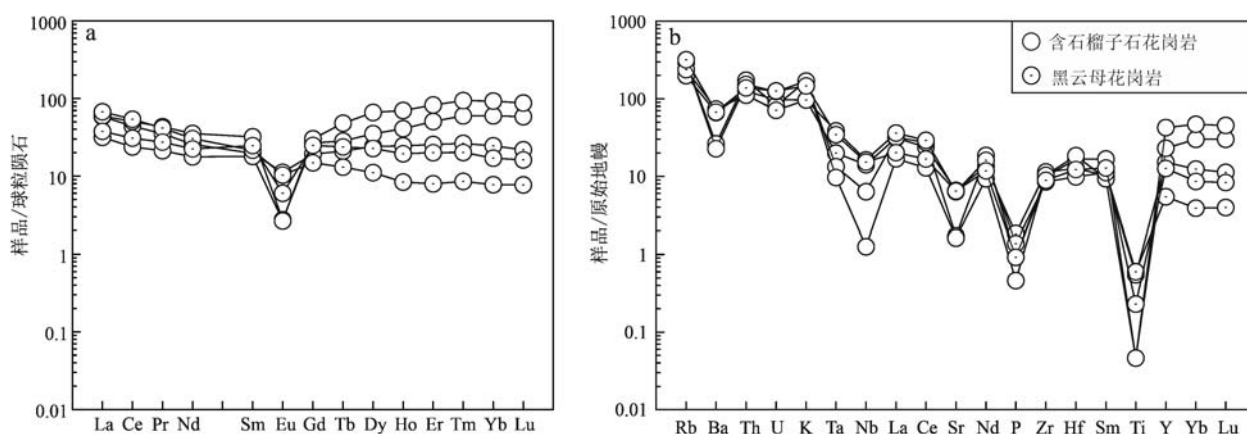 a
1000
100
10
1
0.1
0.01
样品/球粒陨石
La Ce Pr Nd Sm Eu Gd Tb Dy Ho Er Tm Yb Lu
b
1000
100
10
1
0.1
0.01
样品/原始地幔
含石榴子石花岗岩
黑云母花岗岩
Rb Ba Th U K Ta Nb La Ce Sr Nd P Zr Hf Sm Ti Y Yb Lu